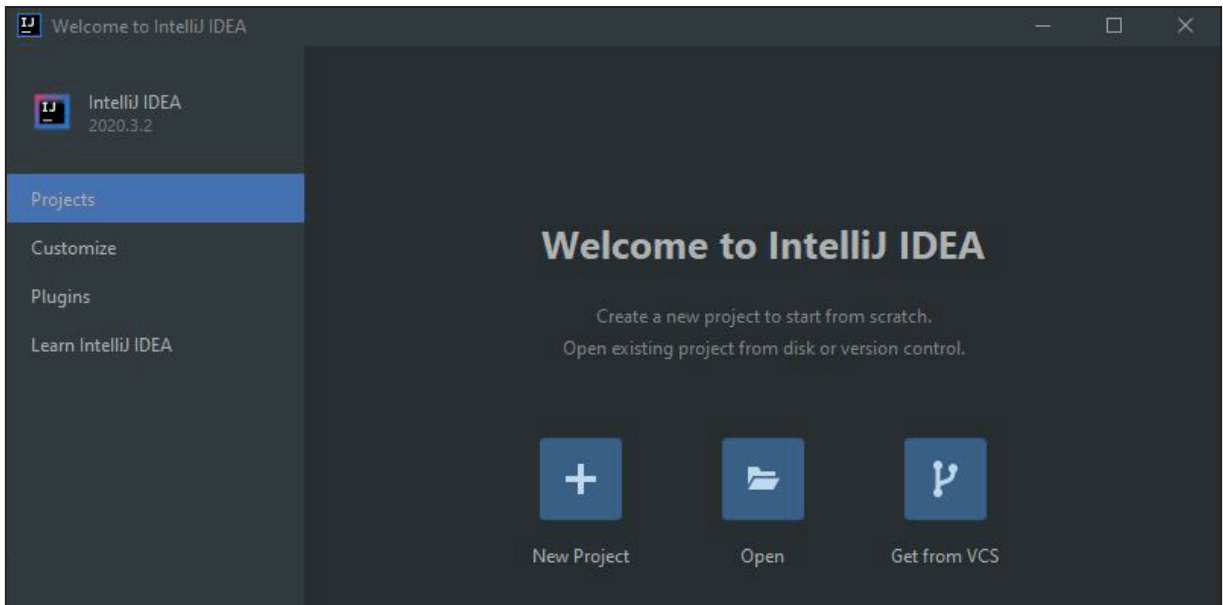 Welcome to IntelliJ IDEA
IJ
IntelliJ IDEA
2020.3.2
Projects
Customize
Plugins
Learn IntelliJ IDEA
Welcome to IntelliJ IDEA
Create a new project to start from scratch.
Open existing project from disk or version control.
New Project
Open
Get from VCS